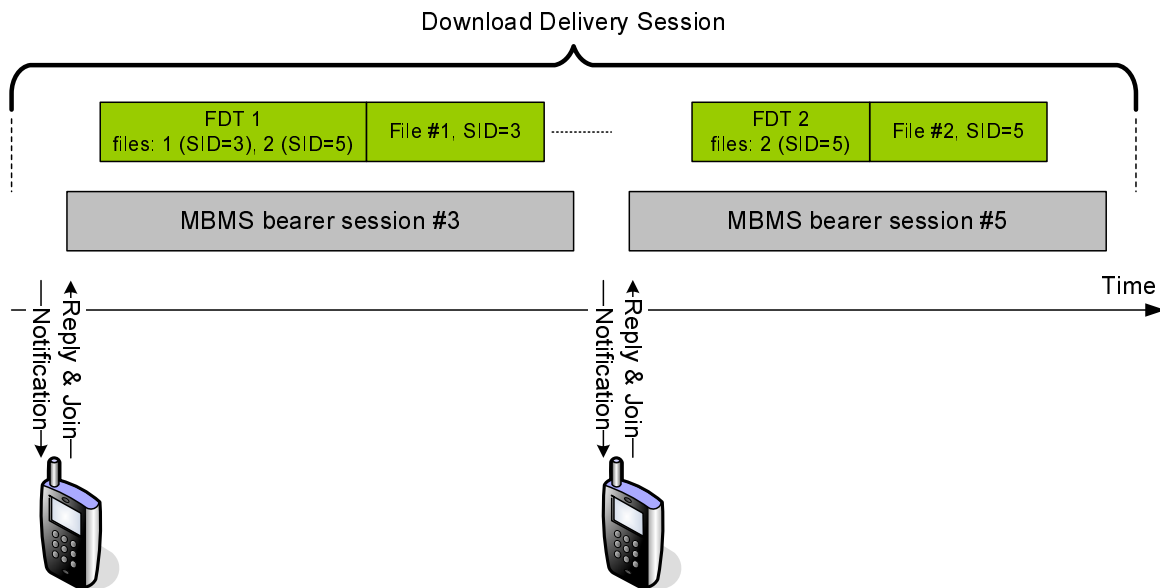 Download Delivery Session
FDT 1
files: 1 (SID=3), 2 (SID=5)
File #1, SID=3
FDT 2
files: 2 (SID=5)
File #2, SID=5
MBMS bearer session #3
MBMS bearer session #5
Time
Notification
Reply & Join
Notification
Reply & Join